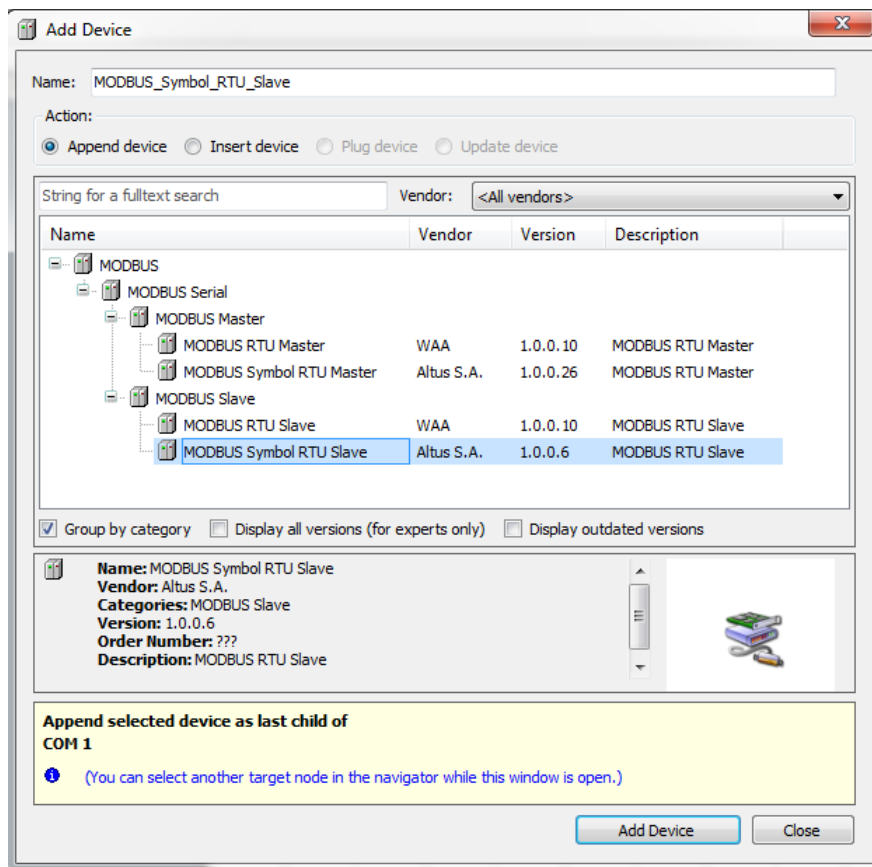 Add Device
Name: MODBUS_Symbol_RTU_Slave
Action:
Append device Insert device Plug device Update device
String for a fulltext search Vendor: <All vendors>
Name Vendor Version Description
MODBUS
MODBUS Serial
MODBUS Master
MODBUS RTU Master WAA 1.0.0.10 MODBUS RTU Master
MODBUS Symbol RTU Master Altus S.A. 1.0.0.26 MODBUS RTU Master
MODBUS Slave
MODBUS RTU Slave WAA 1.0.0.10 MODBUS RTU Slave
MODBUS Symbol RTU Slave Altus S.A. 1.0.0.6 MODBUS RTU Slave
Group by category Display all versions (for experts only) Display outdated versions
Name: MODBUS Symbol RTU Slave
Vendor: Altus S.A.
Categories: MODBUS Slave
Version: 1.0.0.6
Order Number: ???
Description: MODBUS RTU Slave
Append selected device as last child of
COM 1
(You can select another target node in the navigator while this window is open.)
Add Device Close